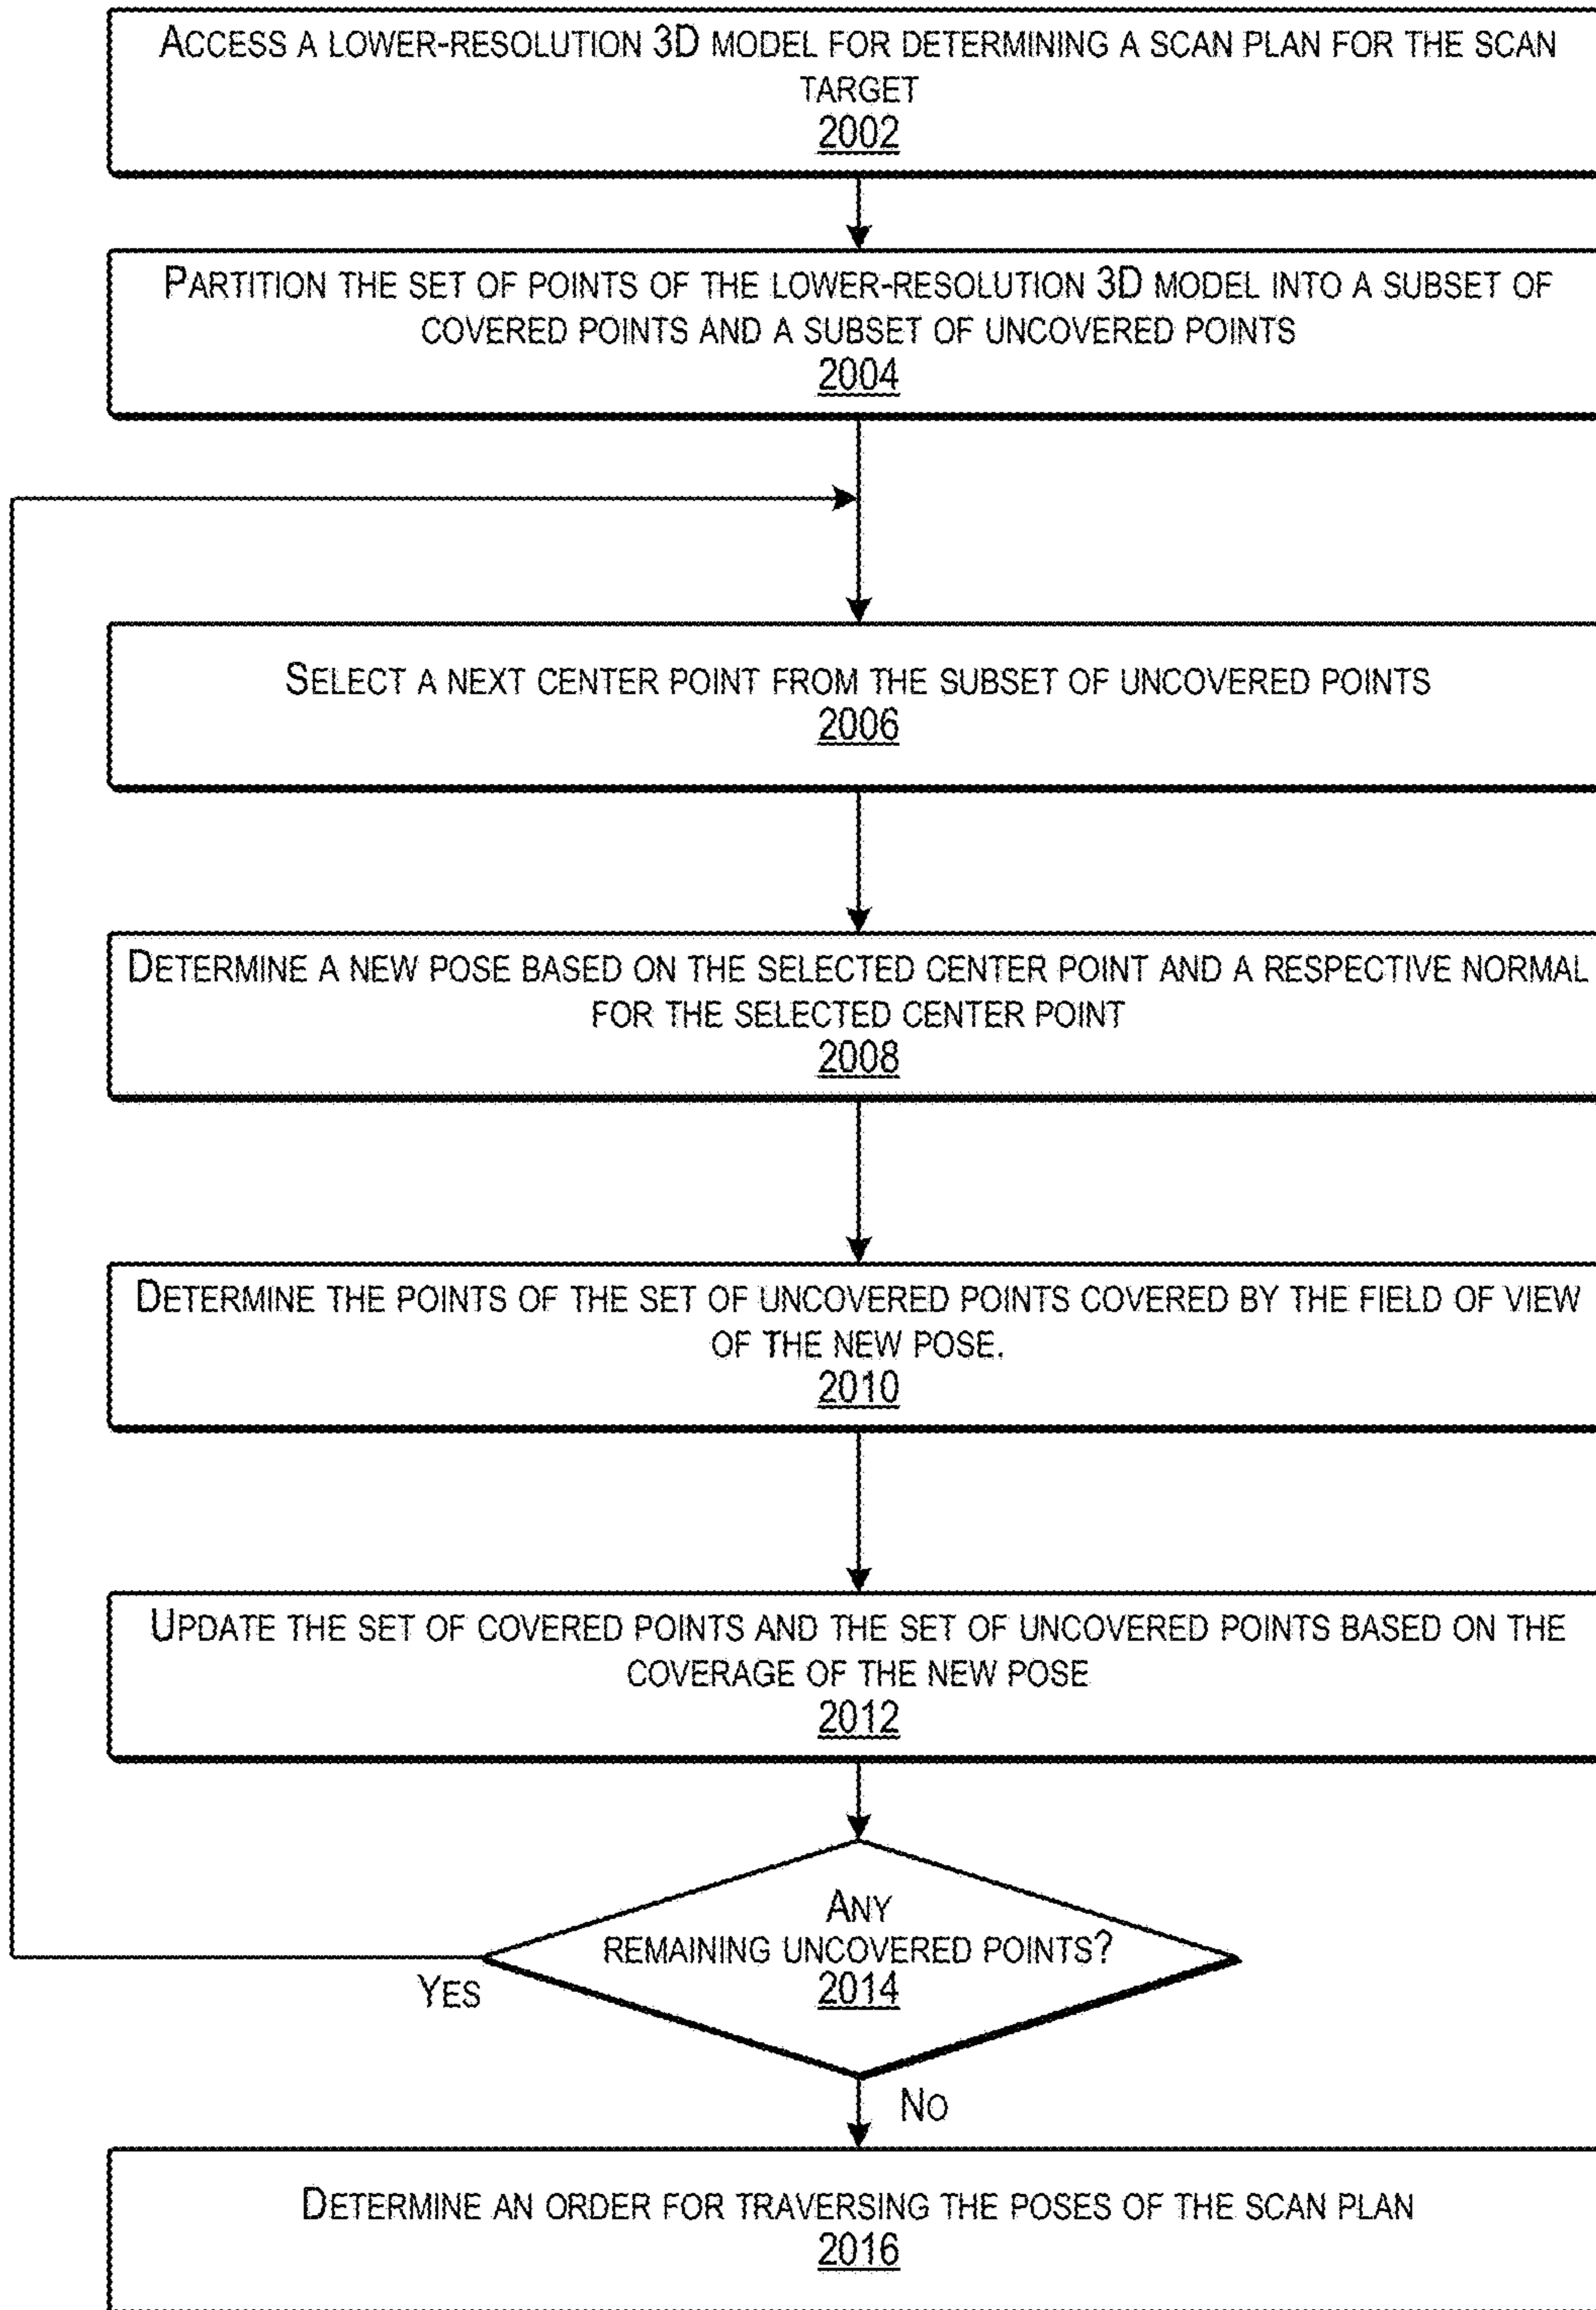 ACCESS A LOWER-RESOLUTION 3D MODEL FOR DETERMINING A SCAN PLAN FOR THE SCAN
TARGET
2002
PARTITION THE SET OF POINTS OF THE LOWER-RESOLUTION 3D MODEL INTO A SUBSET OF
COVERED POINTS AND A SUBSET OF UNCOVERED POINTS
2004
SELECT A NEXT CENTER POINT FROM THE SUBSET OF UNCOVERED POINTS
2006
DETERMINE A NEW POSE BASED ON THE SELECTED CENTER POINT AND A RESPECTIVE NORMAL
FOR THE SELECTED CENTER POINT
2008
DETERMINE THE POINTS OF THE SET OF UNCOVERED POINTS COVERED BY THE FIELD OF VIEW
OF THE NEW POSE.
2010
UPDATE THE SET OF COVERED POINTS AND THE SET OF UNCOVERED POINTS BASED ON THE
COVERAGE OF THE NEW POSE
2012
ANY
REMAINING UNCOVERED POINTS?
2014
YES
NO
DETERMINE AN ORDER FOR TRAVERSING THE POSES OF THE SCAN PLAN
2016